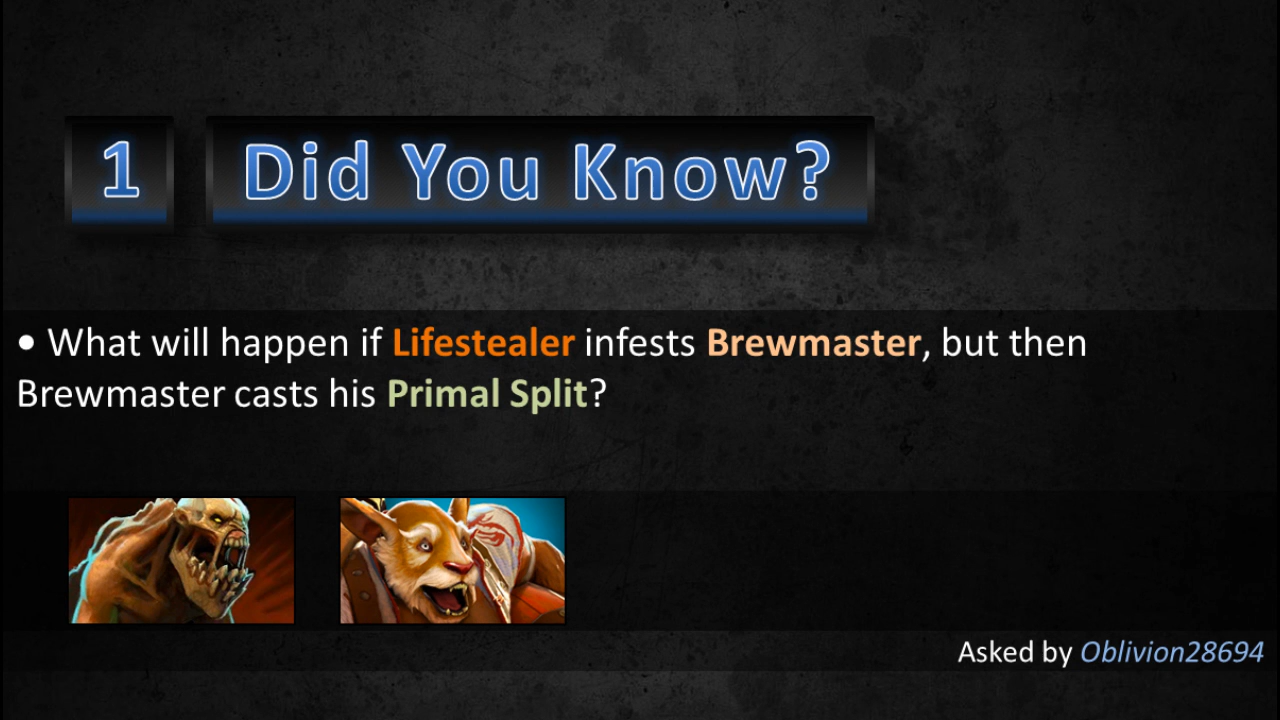 1 Did You Know?
• What will happen if Lifestealer infests Brewmaster, but then
Brewmaster casts his Primal Split?
Asked by Oblivion28694